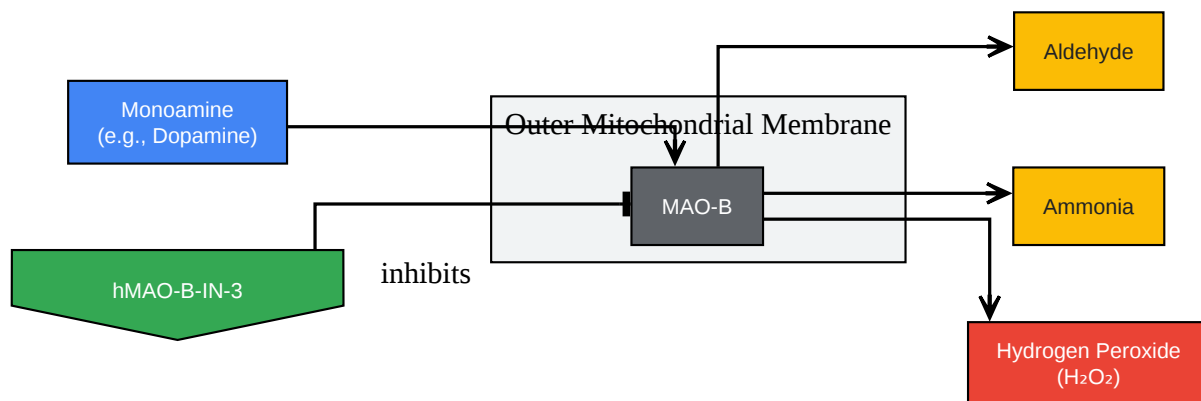 Aldehyde
Monoamine
(e.g., Dopamine)
Outer Mitochondrial Membrane
MAO-B
Ammonia
inhibits
hMAO-B-IN-3
Hydrogen Peroxide
(H₂O₂)